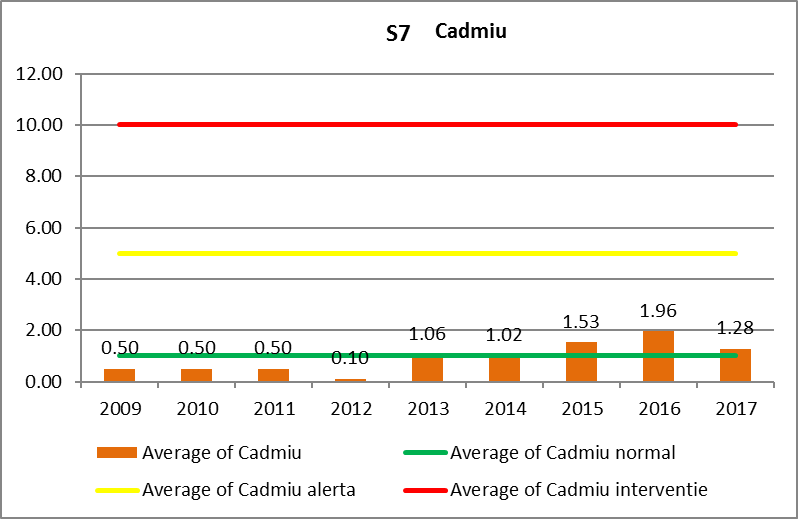 S7 Cadmiu
12.00
10.00
8.00
6.00
4.00
2.00
0.00
0.50 0.50 0.50 0.10 1.06 1.02 1.53 1.96 1.28
2009 2010 2011 2012 2013 2014 2015 2016 2017
Average of Cadmiu Average of Cadmiu normal
Average of Cadmiu alerta Average of Cadmiu interventie